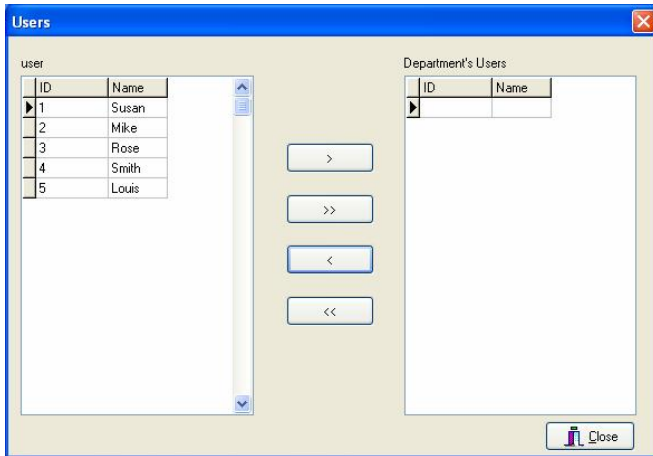 Users
user
ID Name
1 Susan
2 Mike
3 Rose
4 Smith
5 Louis
>
>>
<
<<
Department's Users
ID Name
Close